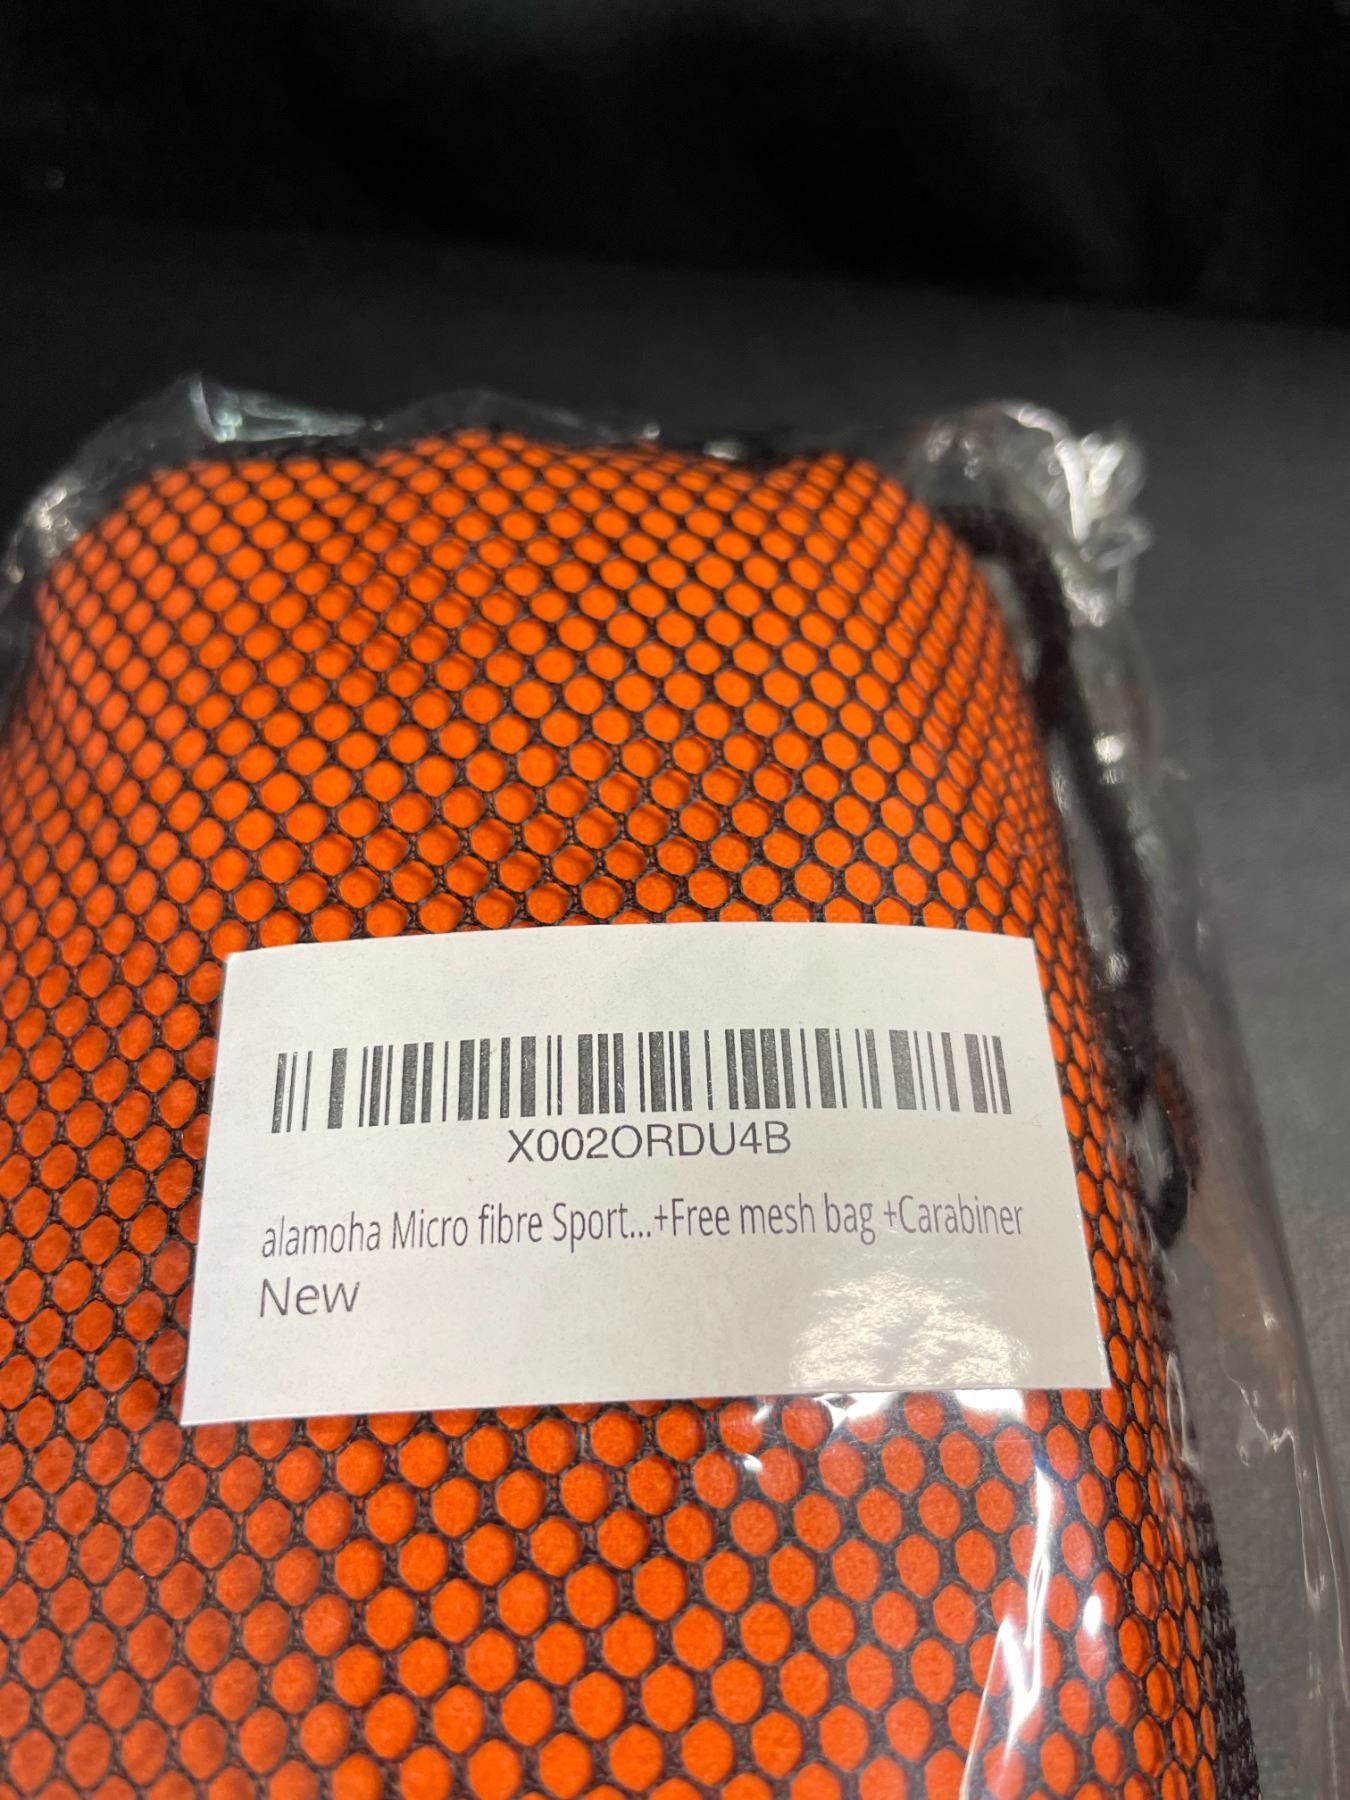 X002ORDU4B
alamoha Micro fibre Sport...+Free mesh bag +Carabiner
New